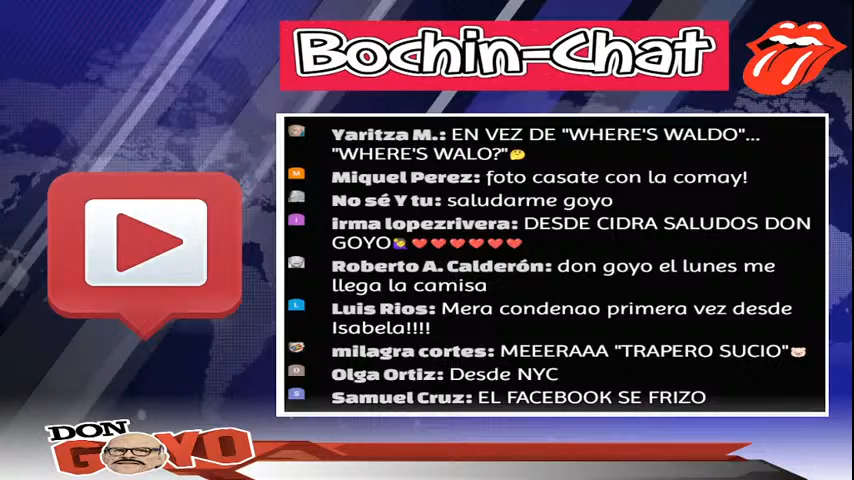 Bochin-Chat
Yaritza M.: EN VEZ DE "WHERE'S WALDO"...
"WHERE'S WALO?"🤔
Miquel Perez: foto casate con la comay!
No sé Y tu: saludarme goyo
irma lopezrivera: DESDE CIDRA SALUDOS DON
GOYO🙋‍♀️❤️❤️❤️❤️❤️❤️
Roberto A. Calderón: don goyo el lunes me
llega la camisa
Luis Rios: Mera condenao primera vez desde
Isabela!!!!
milagra cortes: MEEERAAA "TRAPERO SUCIO"🐷
Olga Ortiz: Desde NYC
Samuel Cruz: EL FACEBOOK SE FRIZO
DON
GOYO